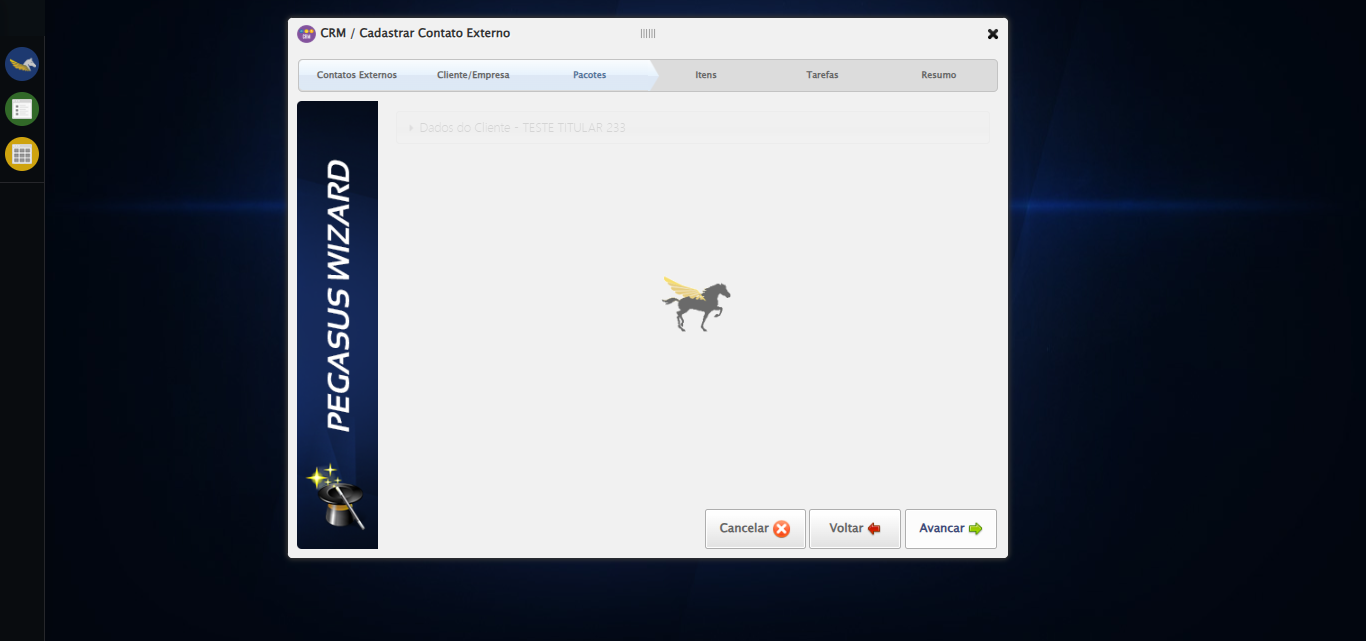 CRM / Cadastrar Contato Externo
Contatos Externos Cliente/Empresa Pacotes Itens Tarefas Resumo
Dados do Cliente - TESTE TITULAR 233
PEGASUS WIZARD
Cancelar Voltar Avancar